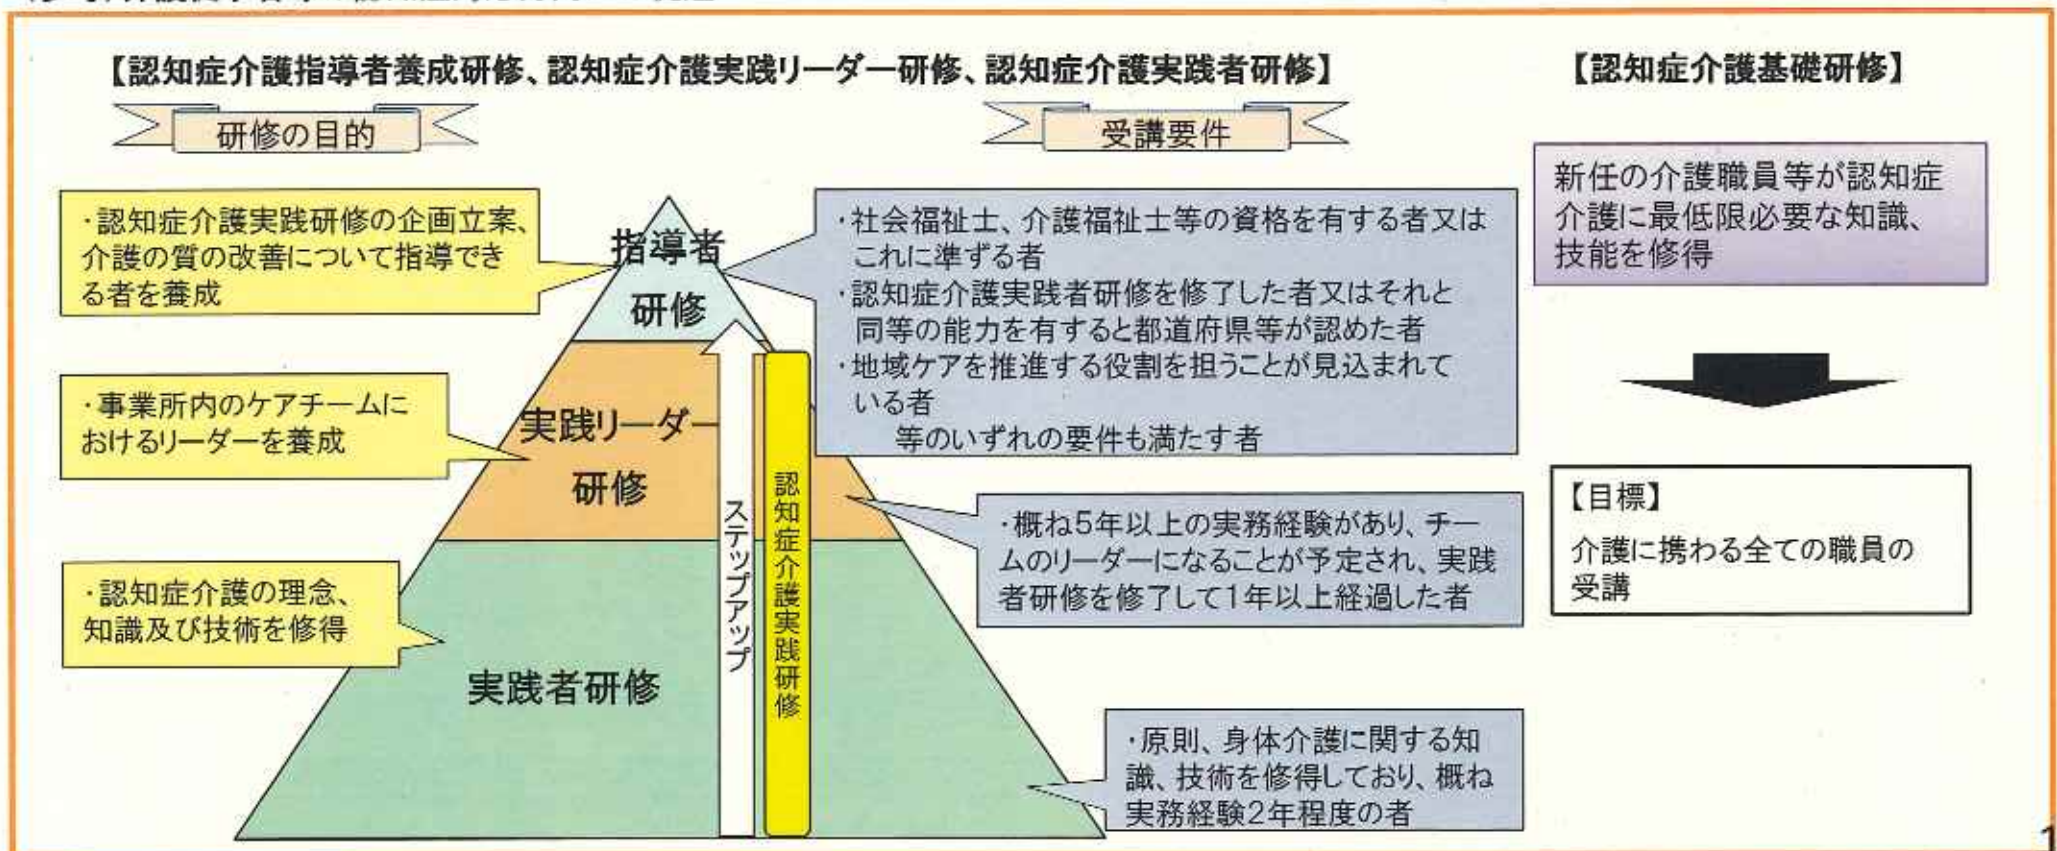 【認知症介護指導者養成研修、認知症介護実践リーダー研修、認知症介護実践者研修】
研修の目的
受講要件
・認知症介護実践研修の企画立案、
介護の質の改善について指導でき
る者を養成
指導者
研修
・社会福祉士、介護福祉士等の資格を有する者又は
これに準ずる者
・認知症介護実践者研修を修了した者又はそれと
同等の能力を有すると都道府県等が認めた者
・地域ケアを推進する役割を担うことが見込まれて
いる者
等のいずれの要件も満たす者
・事業所内のケアチームに
おけるリーダーを養成
実践リーダー
研修
・概ね5年以上の実務経験があり、チー
ムのリーダーになることが予定され、実践
者研修を修了して1年以上経過した者
・認知症介護の理念、
知識及び技術を修得
実践者研修
ステップアップ
認知症介護実践研修
・原則、身体介護に関する知
識、技術を修得しており、概ね
実務経験2年程度の者
【認知症介護基礎研修】
新任の介護職員等が認知症
介護に最低限必要な知識、
技能を修得
【目標】
介護に携わる全ての職員の
受講
1